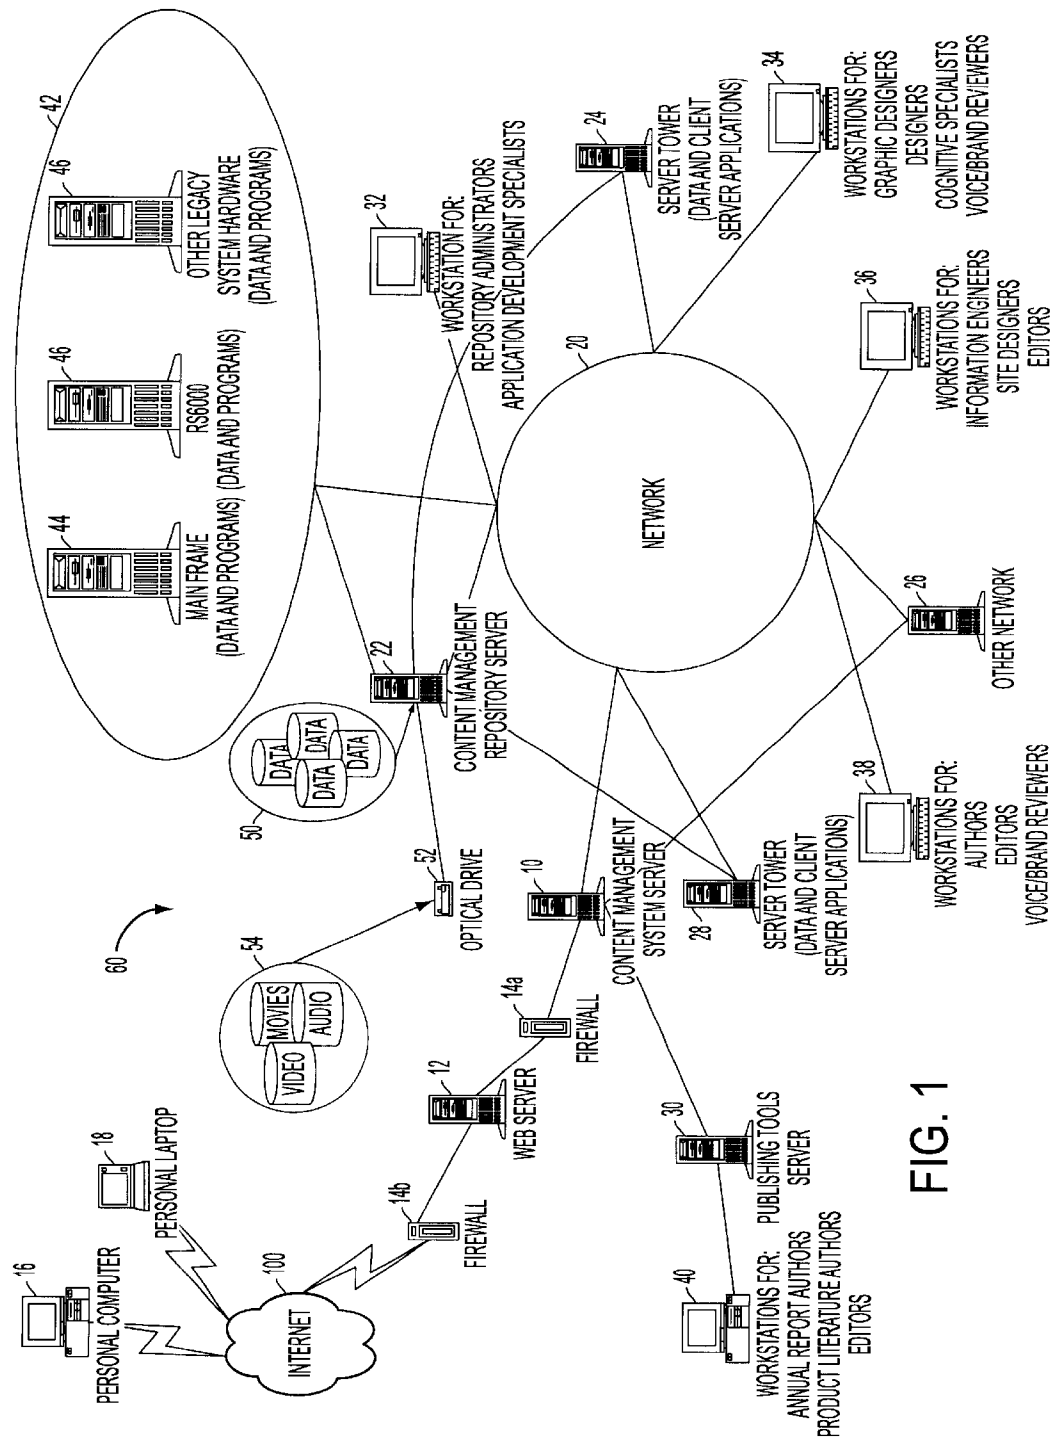 60
42
44
MAIN FRAME
(DATA AND PROGRAMS)
46
RS6000
(DATA AND PROGRAMS)
46
OTHER LEGACY
SYSTEM HARDWARE
(DATA AND PROGRAMS)
16
PERSONAL COMPUTER
18
PERSONAL LAPTOP
100
INTERNET
14b
FIREWALL
12
WEB SERVER
14a
FIREWALL
54
VIDEO
MOVIES
AUDIO
52
OPTICAL DRIVE
50
DATA
DATA
DATA
DATA
22
CONTENT MANAGEMENT
REPOSITORY SERVER
32
WORKSTATION FOR:
REPOSITORY ADMINISTRATORS
APPLICATION DEVELOPMENT SPECIALISTS
10
CONTENT MANAGEMENT
SYSTEM SERVER
20
NETWORK
24
SERVER TOWER
(DATA AND CLIENT
SERVER APPLICATIONS)
34
WORKSTATIONS FOR:
GRAPHIC DESIGNERS
DESIGNERS
COGNITIVE SPECIALISTS
VOICE/BRAND REVIEWERS
40
WORKSTATIONS FOR:
ANNUAL REPORT AUTHORS
PRODUCT LITERATURE AUTHORS
EDITORS
30
PUBLISHING TOOLS
SERVER
28
SERVER TOWER
(DATA AND CLIENT
SERVER APPLICATIONS)
38
WORKSTATIONS FOR:
AUTHORS
EDITORS
VOICE/BRAND REVIEWERS
26
OTHER NETWORK
36
WORKSTATIONS FOR:
INFORMATION ENGINEERS
SITE DESIGNERS
EDITORS
FIG. 1